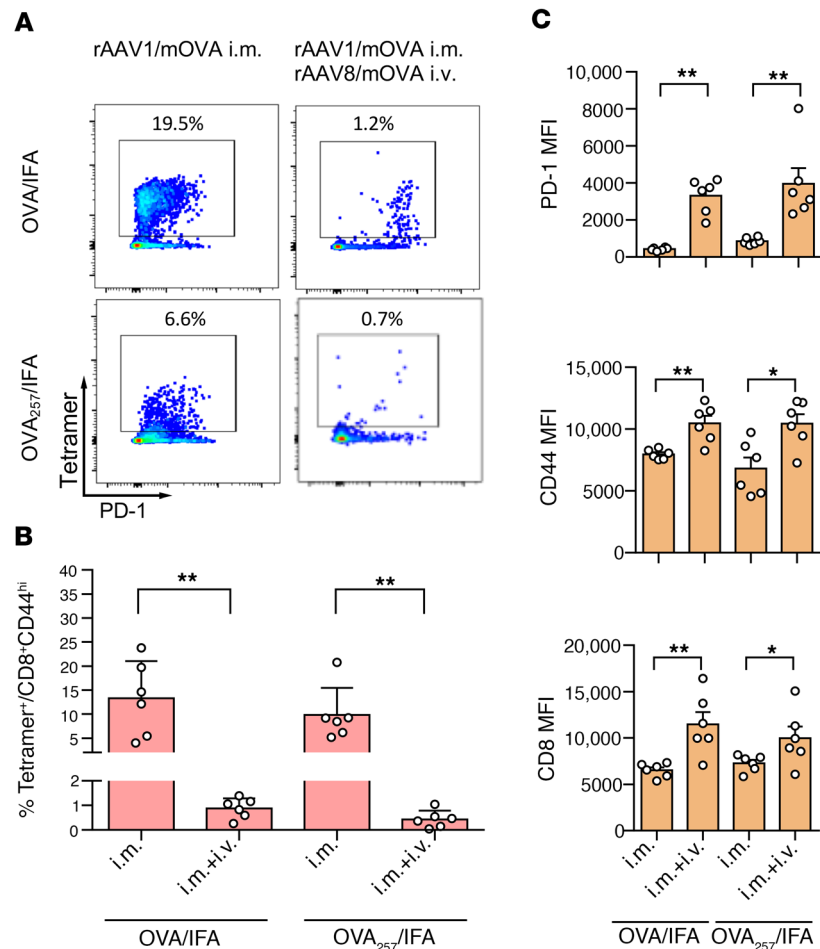 A
rAAV1/mOVA i.m.
rAAV1/mOVA i.m.
rAAV8/mOVA i.v.
OVA/IFA
19.5%
1.2%
OVA₂₅₇/IFA
6.6%
0.7%
Tetramer
PD-1
B
% Tetramer⁺/CD8⁺CD44ʰⁱ
40
35
30
25
20
15
10
5
2
1
0
**
**
i.m.
i.m.+i.v.
i.m.
i.m.+i.v.
OVA/IFA
OVA₂₅₇/IFA
C
PD-1 MFI
10,000
8000
6000
4000
2000
0
**
**
CD44 MFI
15,000
10,000
5000
0
**
*
CD8 MFI
20,000
15,000
10,000
5000
0
**
*
i.m.
i.m.+i.v.
i.m.
i.m.+i.v.
OVA/IFA
OVA₂₅₇/IFA